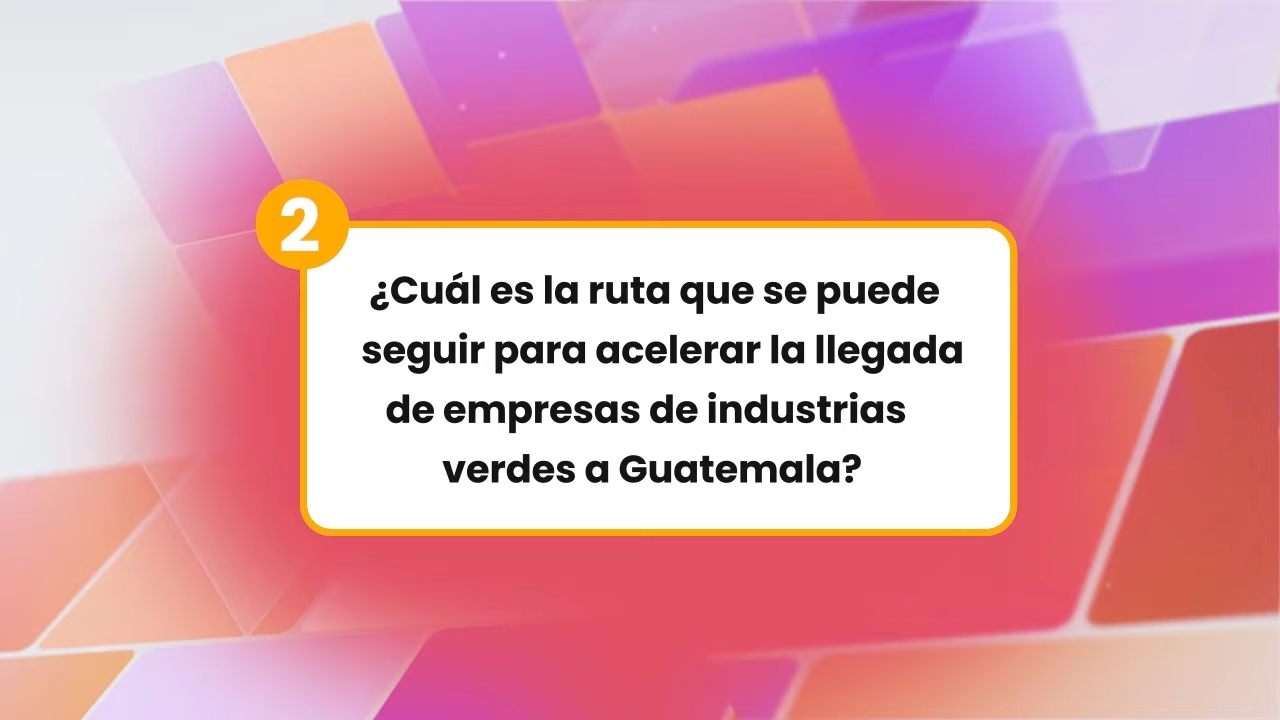 2
¿Cuál es la ruta que se puede
seguir para acelerar la llegada
de empresas de industrias
verdes a Guatemala?